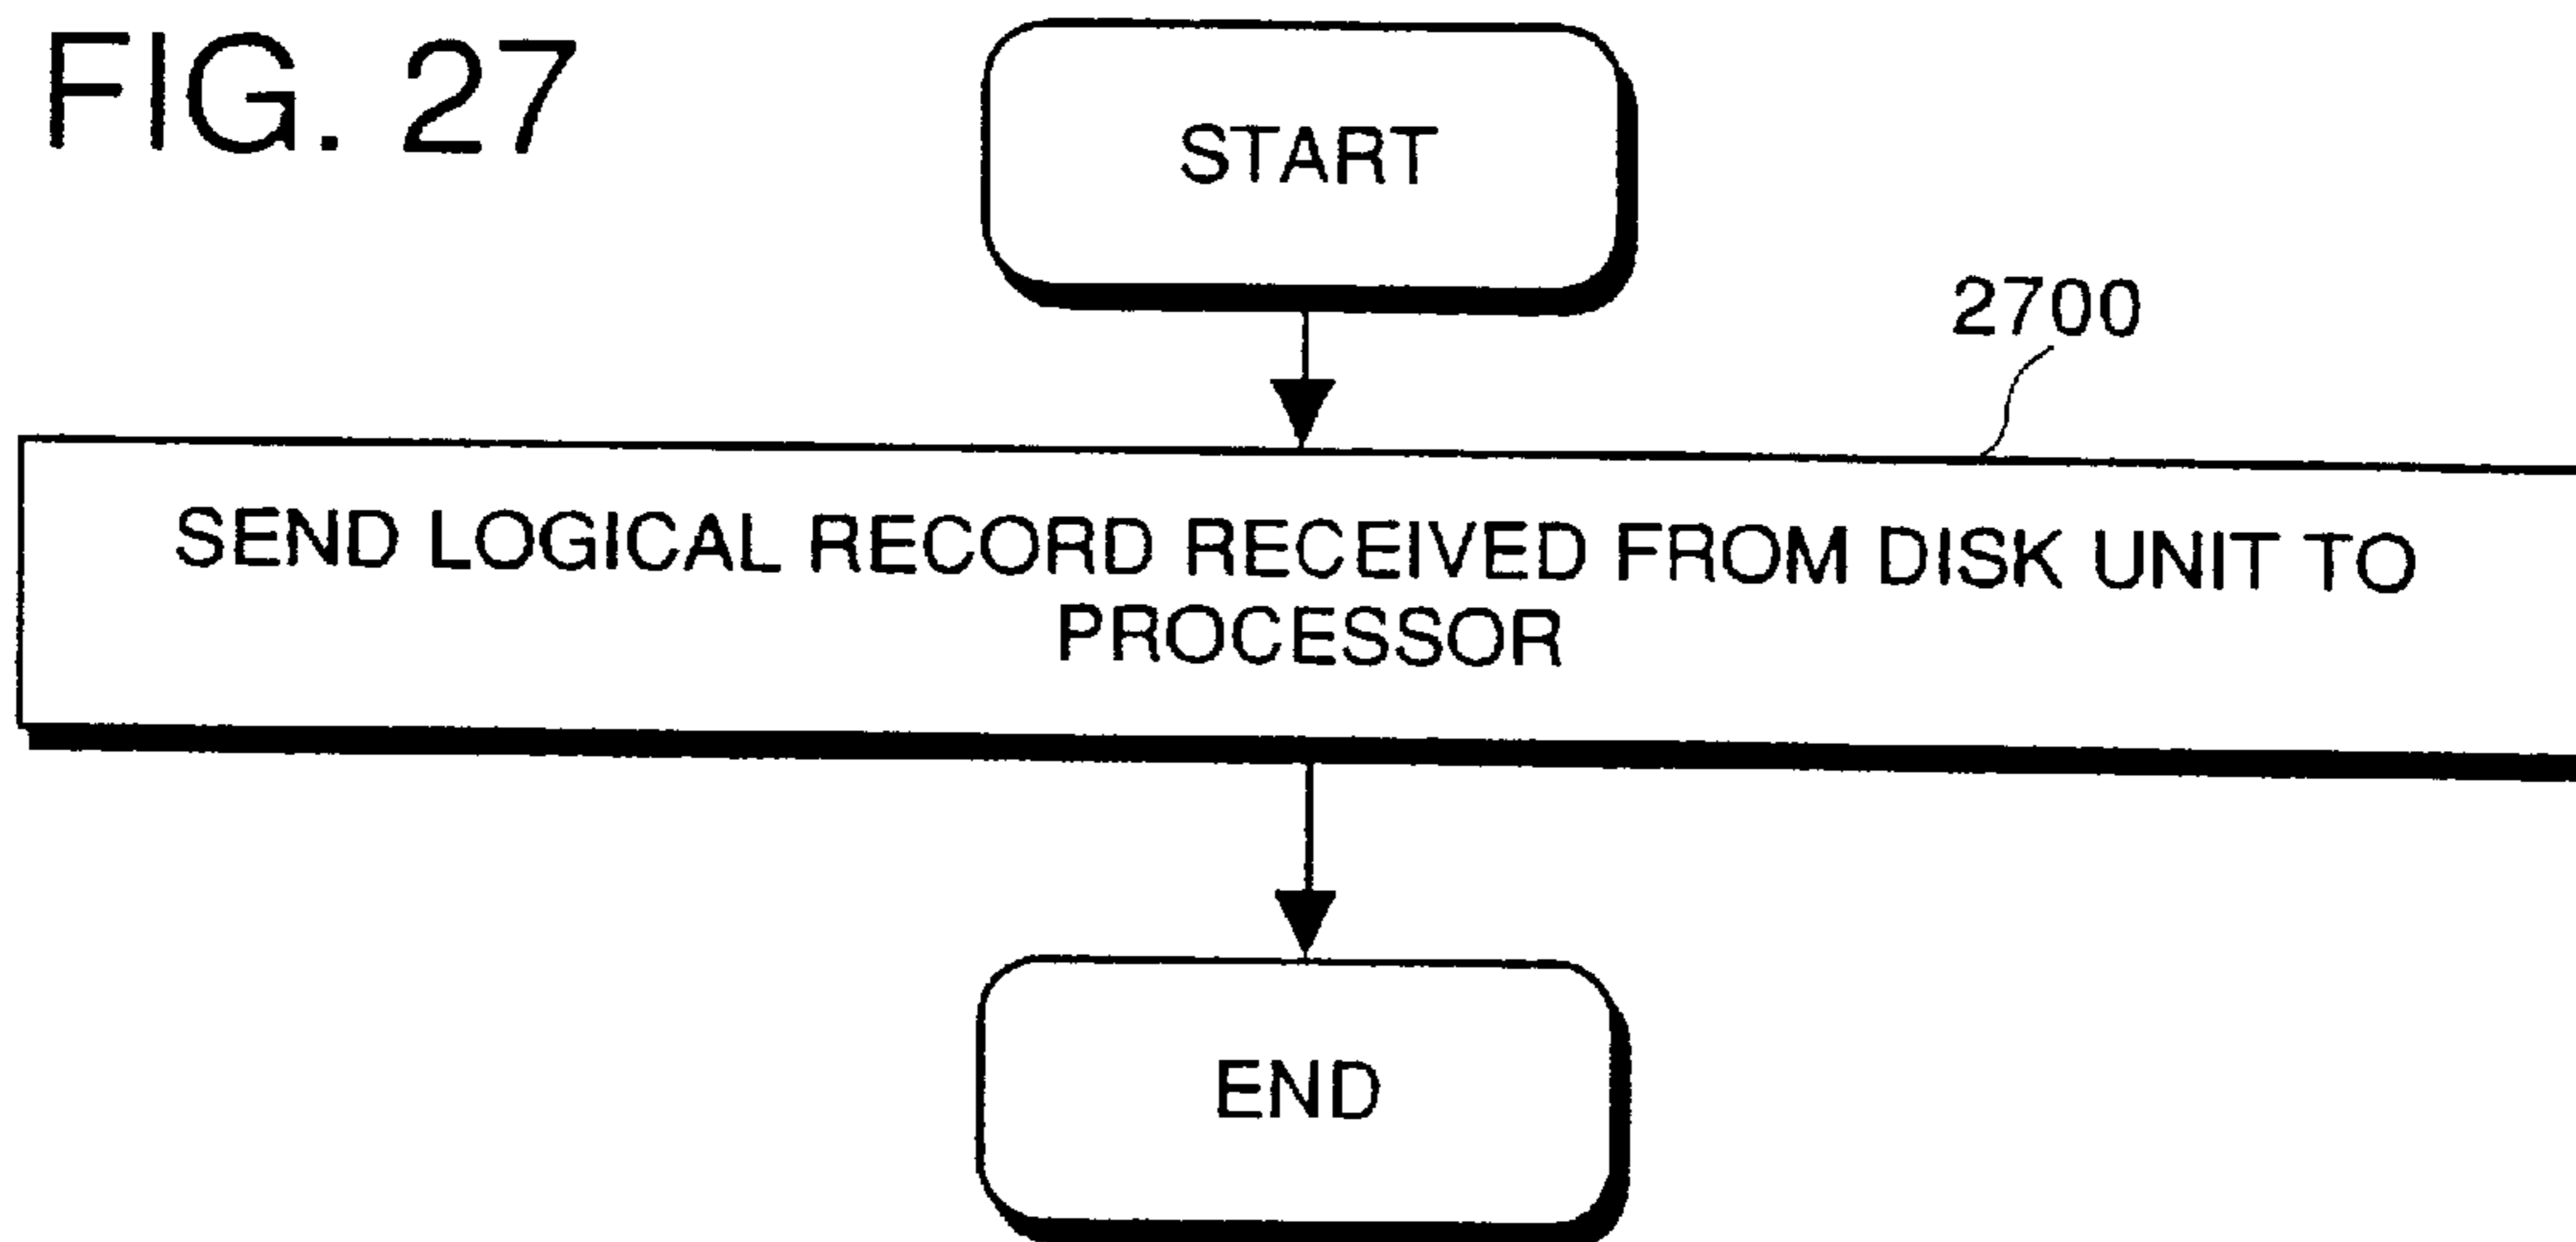 FIG. 27
START
2700
SEND LOGICAL RECORD RECEIVED FROM DISK UNIT TO
PROCESSOR
END